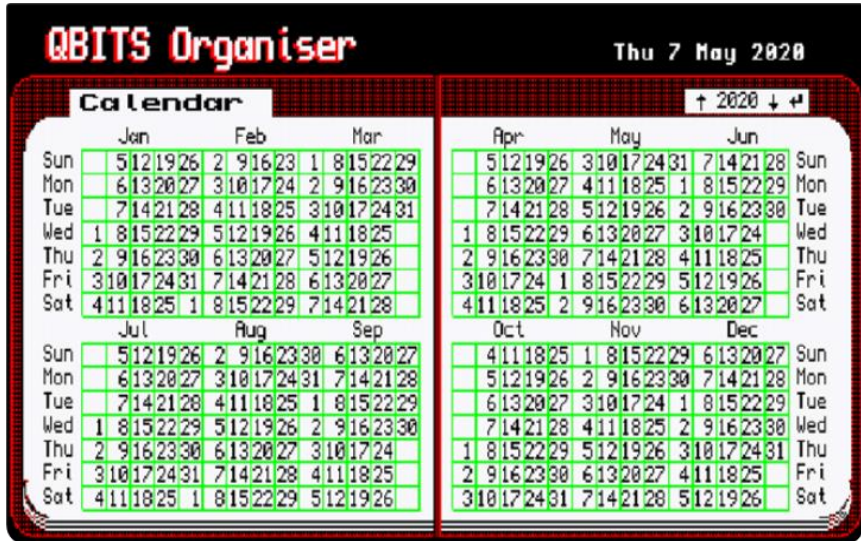 QBITS Organiser
Thu 7 May 2020
Calendar
↑ 2020 ↓ ↵
Jan Feb Mar
Sun 5 12 19 26 2 9 16 23 1 8 15 22 29
Mon 6 13 20 27 3 10 17 24 2 9 16 23 30
Tue 7 14 21 28 4 11 18 25 3 10 17 24 31
Wed 1 8 15 22 29 5 12 19 26 4 11 18 25
Thu 2 9 16 23 30 6 13 20 27 5 12 19 26
Fri 3 10 17 24 31 7 14 21 28 6 13 20 27
Sat 4 11 18 25 1 8 15 22 29 7 14 21 28
Jul Aug Sep
Sun 5 12 19 26 2 9 16 23 30 6 13 20 27
Mon 6 13 20 27 3 10 17 24 31 7 14 21 28
Tue 7 14 21 28 4 11 18 25 1 8 15 22 29
Wed 1 8 15 22 29 5 12 19 26 2 9 16 23 30
Thu 2 9 16 23 30 6 13 20 27 3 10 17 24
Fri 3 10 17 24 31 7 14 21 28 4 11 18 25
Sat 4 11 18 25 1 8 15 22 29 5 12 19 26
Apr May Jun
5 12 19 26 3 10 17 24 31 7 14 21 28 Sun
6 13 20 27 4 11 18 25 1 8 15 22 29 Mon
7 14 21 28 5 12 19 26 2 9 16 23 30 Tue
1 8 15 22 29 6 13 20 27 3 10 17 24 Wed
2 9 16 23 30 7 14 21 28 4 11 18 25 Thu
3 10 17 24 1 8 15 22 29 5 12 19 26 Fri
4 11 18 25 2 9 16 23 30 6 13 20 27 Sat
Oct Nov Dec
4 11 18 25 1 8 15 22 29 6 13 20 27 Sun
5 12 19 26 2 9 16 23 30 7 14 21 28 Mon
6 13 20 27 3 10 17 24 1 8 15 22 29 Tue
7 14 21 28 4 11 18 25 2 9 16 23 30 Wed
1 8 15 22 29 5 12 19 26 3 10 17 24 31 Thu
2 9 16 23 30 6 13 20 27 4 11 18 25 Fri
3 10 17 24 31 7 14 21 28 5 12 19 26 Sat